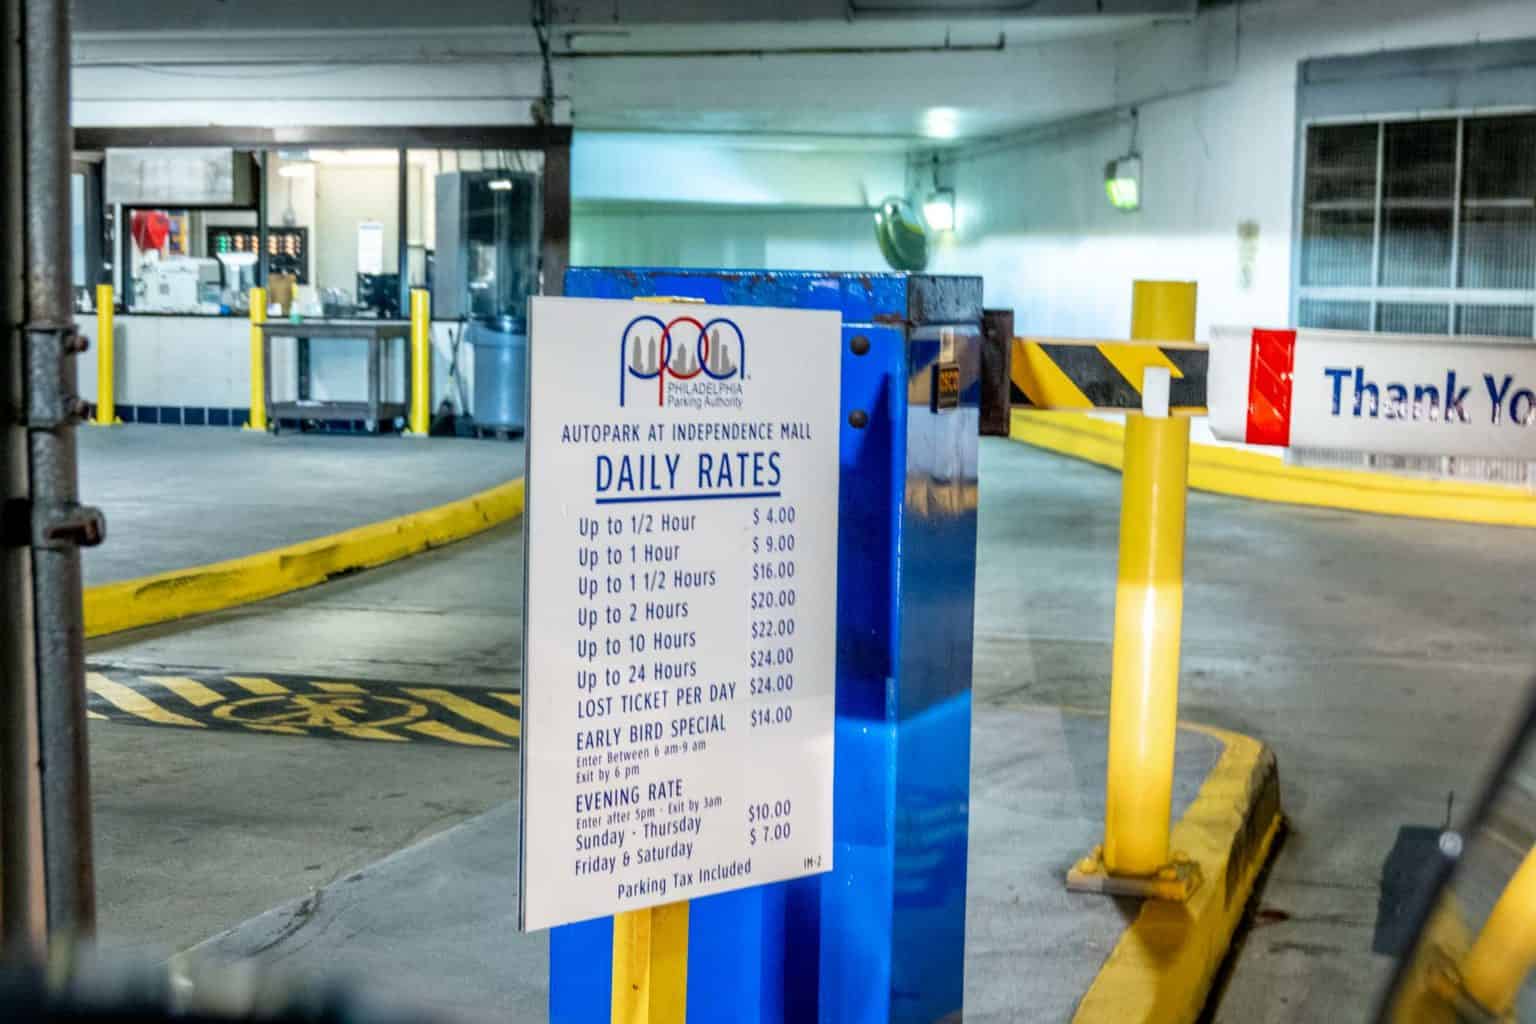 PHILADELPHIA
Parking Authority
AUTOPARK AT INDEPENDENCE MALL
DAILY RATES
Up to 1/2 Hour $ 4.00
Up to 1 Hour $ 9.00
Up to 1 1/2 Hours $16.00
Up to 2 Hours $20.00
Up to 10 Hours $22.00
Up to 24 Hours $24.00
LOST TICKET PER DAY $24.00
EARLY BIRD SPECIAL $14.00
Enter Between 6 am-9 am
Exit by 6 pm
EVENING RATE
Enter after 5pm - Exit by 3am
Sunday - Thursday $10.00
Friday & Saturday $ 7.00
Parking Tax Included
IM-2
Thank Yo